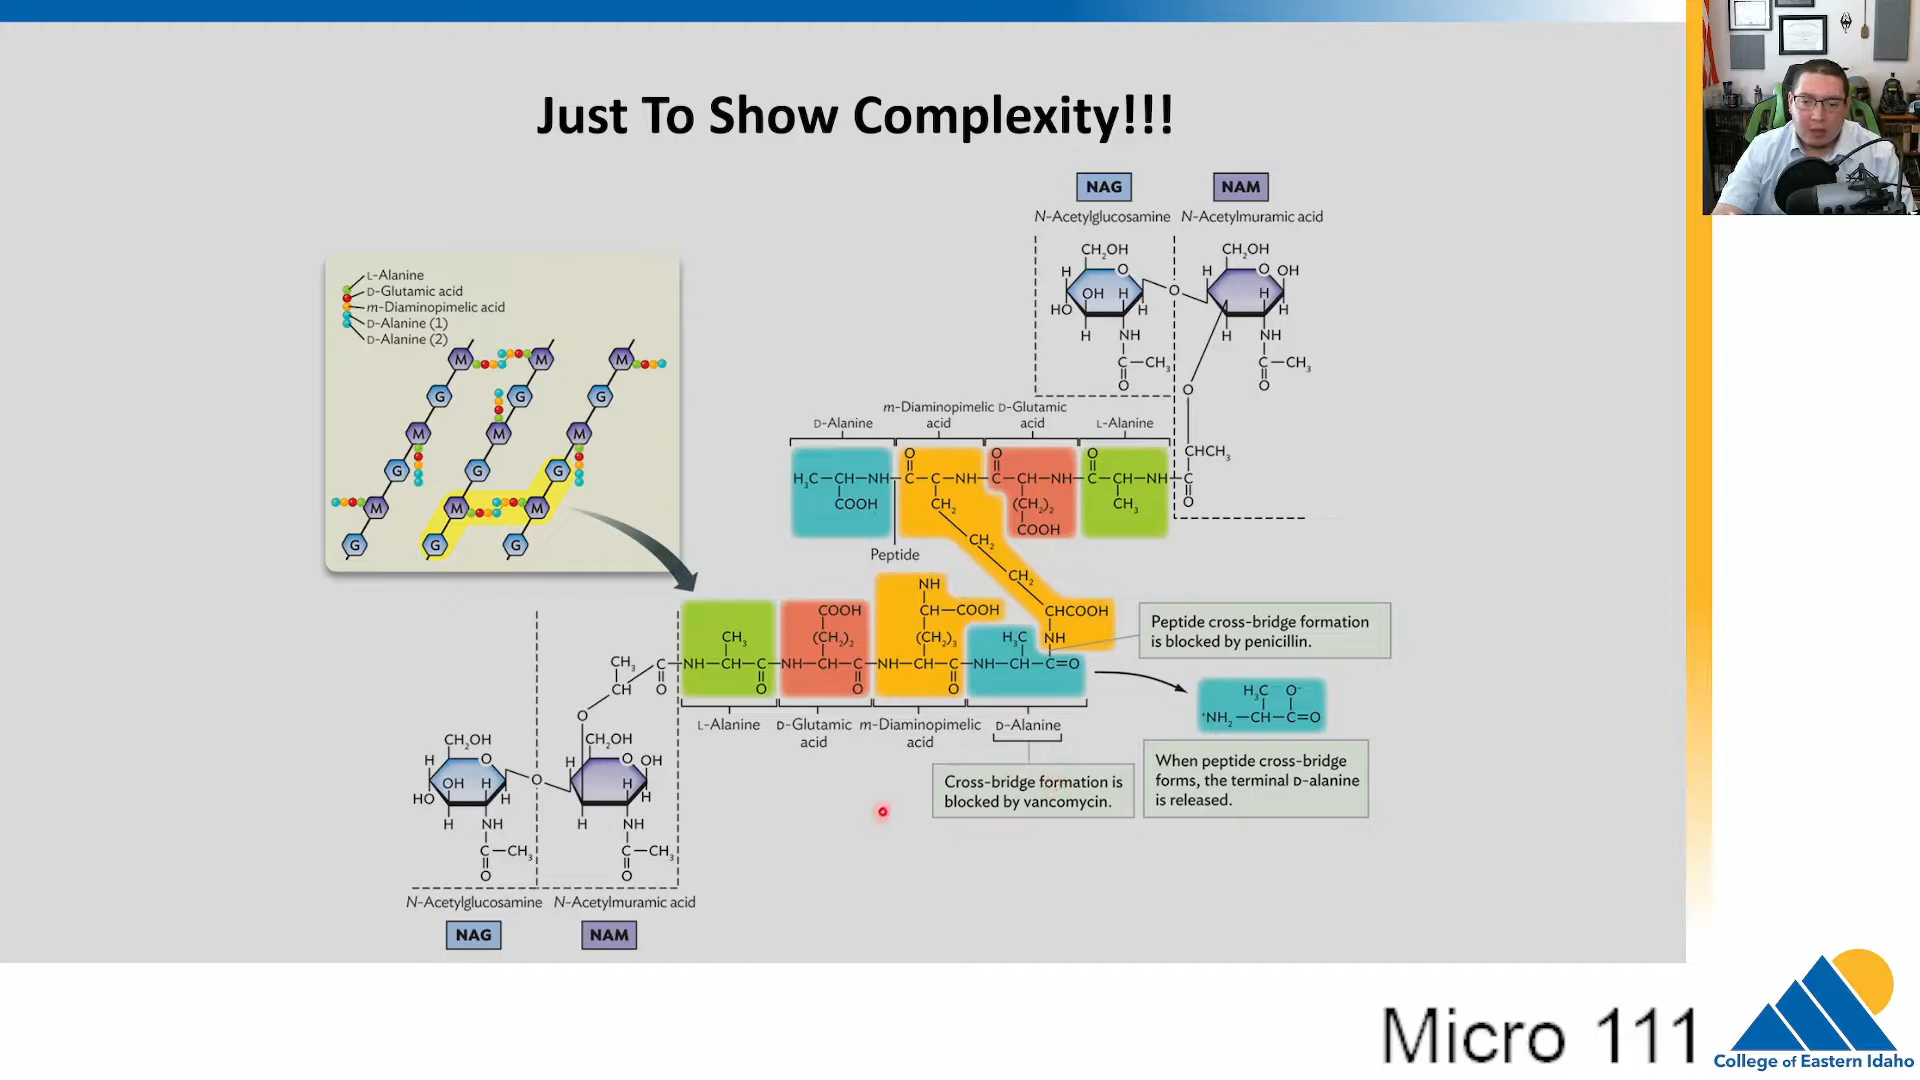 Just To Show Complexity!!!
NAG
NAM
N-Acetylglucosamine
N-Acetylmuramic acid
CH₂OH
CH₂OH
H
O
H
O
OH
OH
H
H
HO
H
O
H
H
H
NH
NH
C—CH₃
C—CH₃
O
O
O
CHCH₃
C
O
L-Alanine
D-Glutamic acid
m-Diaminopimelic acid
D-Alanine (1)
D-Alanine (2)
M
M
M
G
G
G
M
M
M
G
G
G
M
M
M
G
G
G
D-Alanine
m-Diaminopimelic acid
D-Glutamic acid
L-Alanine
O
O
O
H₃C—CH—NH—C—C—NH—C—CH—NH—C—CH—NH—C
COOH
CH₂
(CH₂)₂
CH₃
COOH
CH₂
CH₂
Peptide
CHCOOH
NH
NH
CH—COOH
COOH
CH₃
(CH₂)₂
(CH₂)₃
H₃C
CH₃
C—NH—CH—C—NH—CH—C—NH—CH—C—NH—CH—C=O
CH
O
O
O
O
O
L-Alanine
D-Glutamic acid
m-Diaminopimelic acid
D-Alanine
Peptide cross-bridge formation
is blocked by penicillin.
H₃C
O⁻
⁺NH₂—CH—C=O
When peptide cross-bridge
forms, the terminal D-alanine
is released.
Cross-bridge formation is
blocked by vancomycin.
CH₂OH
CH₂OH
H
O
H
O
OH
OH
H
H
HO
H
O
H
H
H
NH
NH
C—CH₃
C—CH₃
O
O
N-Acetylglucosamine
N-Acetylmuramic acid
NAG
NAM
Micro 111
College of Eastern Idaho